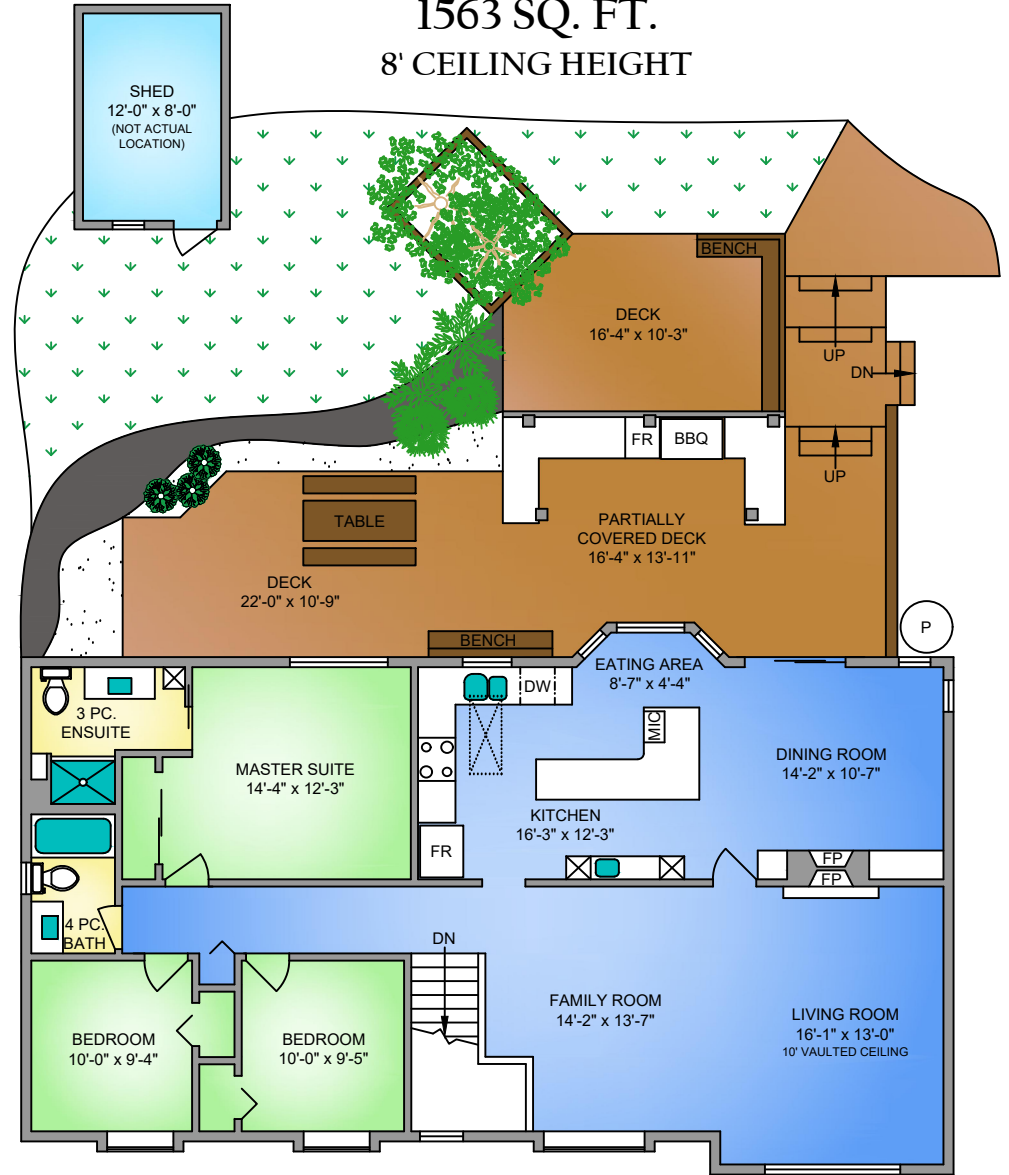 1563 SQ. FT.
8' CEILING HEIGHT
SHED
12'-0" x 8'-0"
(NOT ACTUAL
LOCATION)
BENCH
DECK
16'-4" x 10'-3"
UP
DN
FR
BBQ
UP
TABLE
PARTIALLY
COVERED DECK
16'-4" x 13'-11"
DECK
22'-0" x 10'-9"
BENCH
P
EATING AREA
8'-7" x 4'-4"
DW
3 PC.
ENSUITE
MIC
MASTER SUITE
14'-4" x 12'-3"
DINING ROOM
14'-2" x 10'-7"
KITCHEN
16'-3" x 12'-3"
FR
FP
FP
4 PC.
BATH
DN
FAMILY ROOM
14'-2" x 13'-7"
LIVING ROOM
16'-1" x 13'-0"
10' VAULTED CEILING
BEDROOM
10'-0" x 9'-4"
BEDROOM
10'-0" x 9'-5"